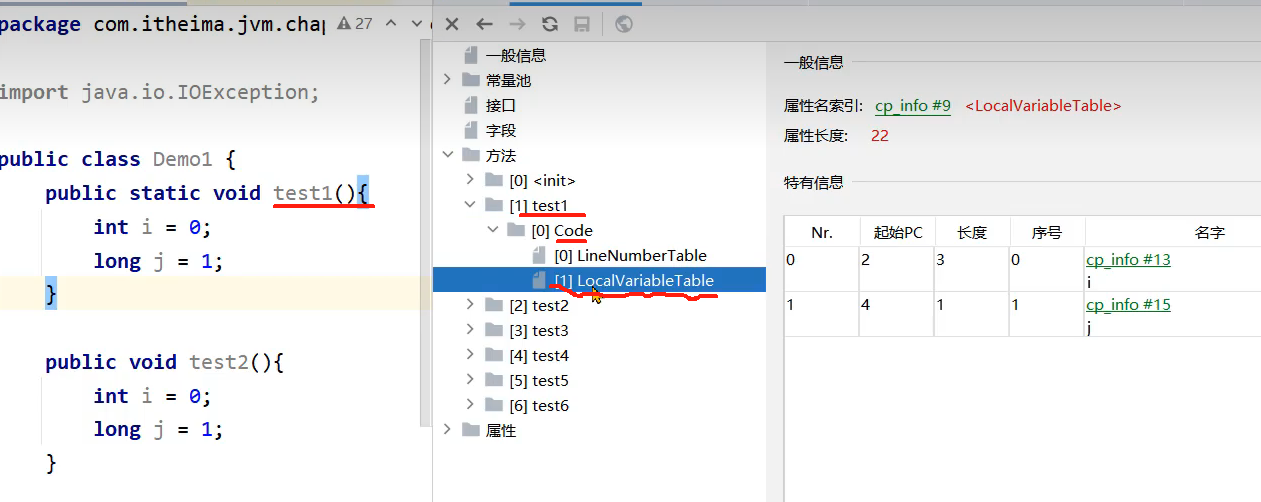 package com.itheima.jvm.chap
27
import java.io.IOException;
public class Demo1 {
public static void test1(){
int i = 0;
long j = 1;
}
public void test2(){
int i = 0;
long j = 1;
}
一般信息
常量池
接口
字段
方法
[0] <init>
[1] test1
[0] Code
[0] LineNumberTable
[1] LocalVariableTable
[2] test2
[3] test3
[4] test4
[5] test5
[6] test6
属性
一般信息
属性名索引: cp_info #9 <LocalVariableTable>
属性长度: 22
特有信息
Nr. 起始PC 长度 序号 名字
0 2 3 0 cp_info #13
i
1 4 1 1 cp_info #15
j